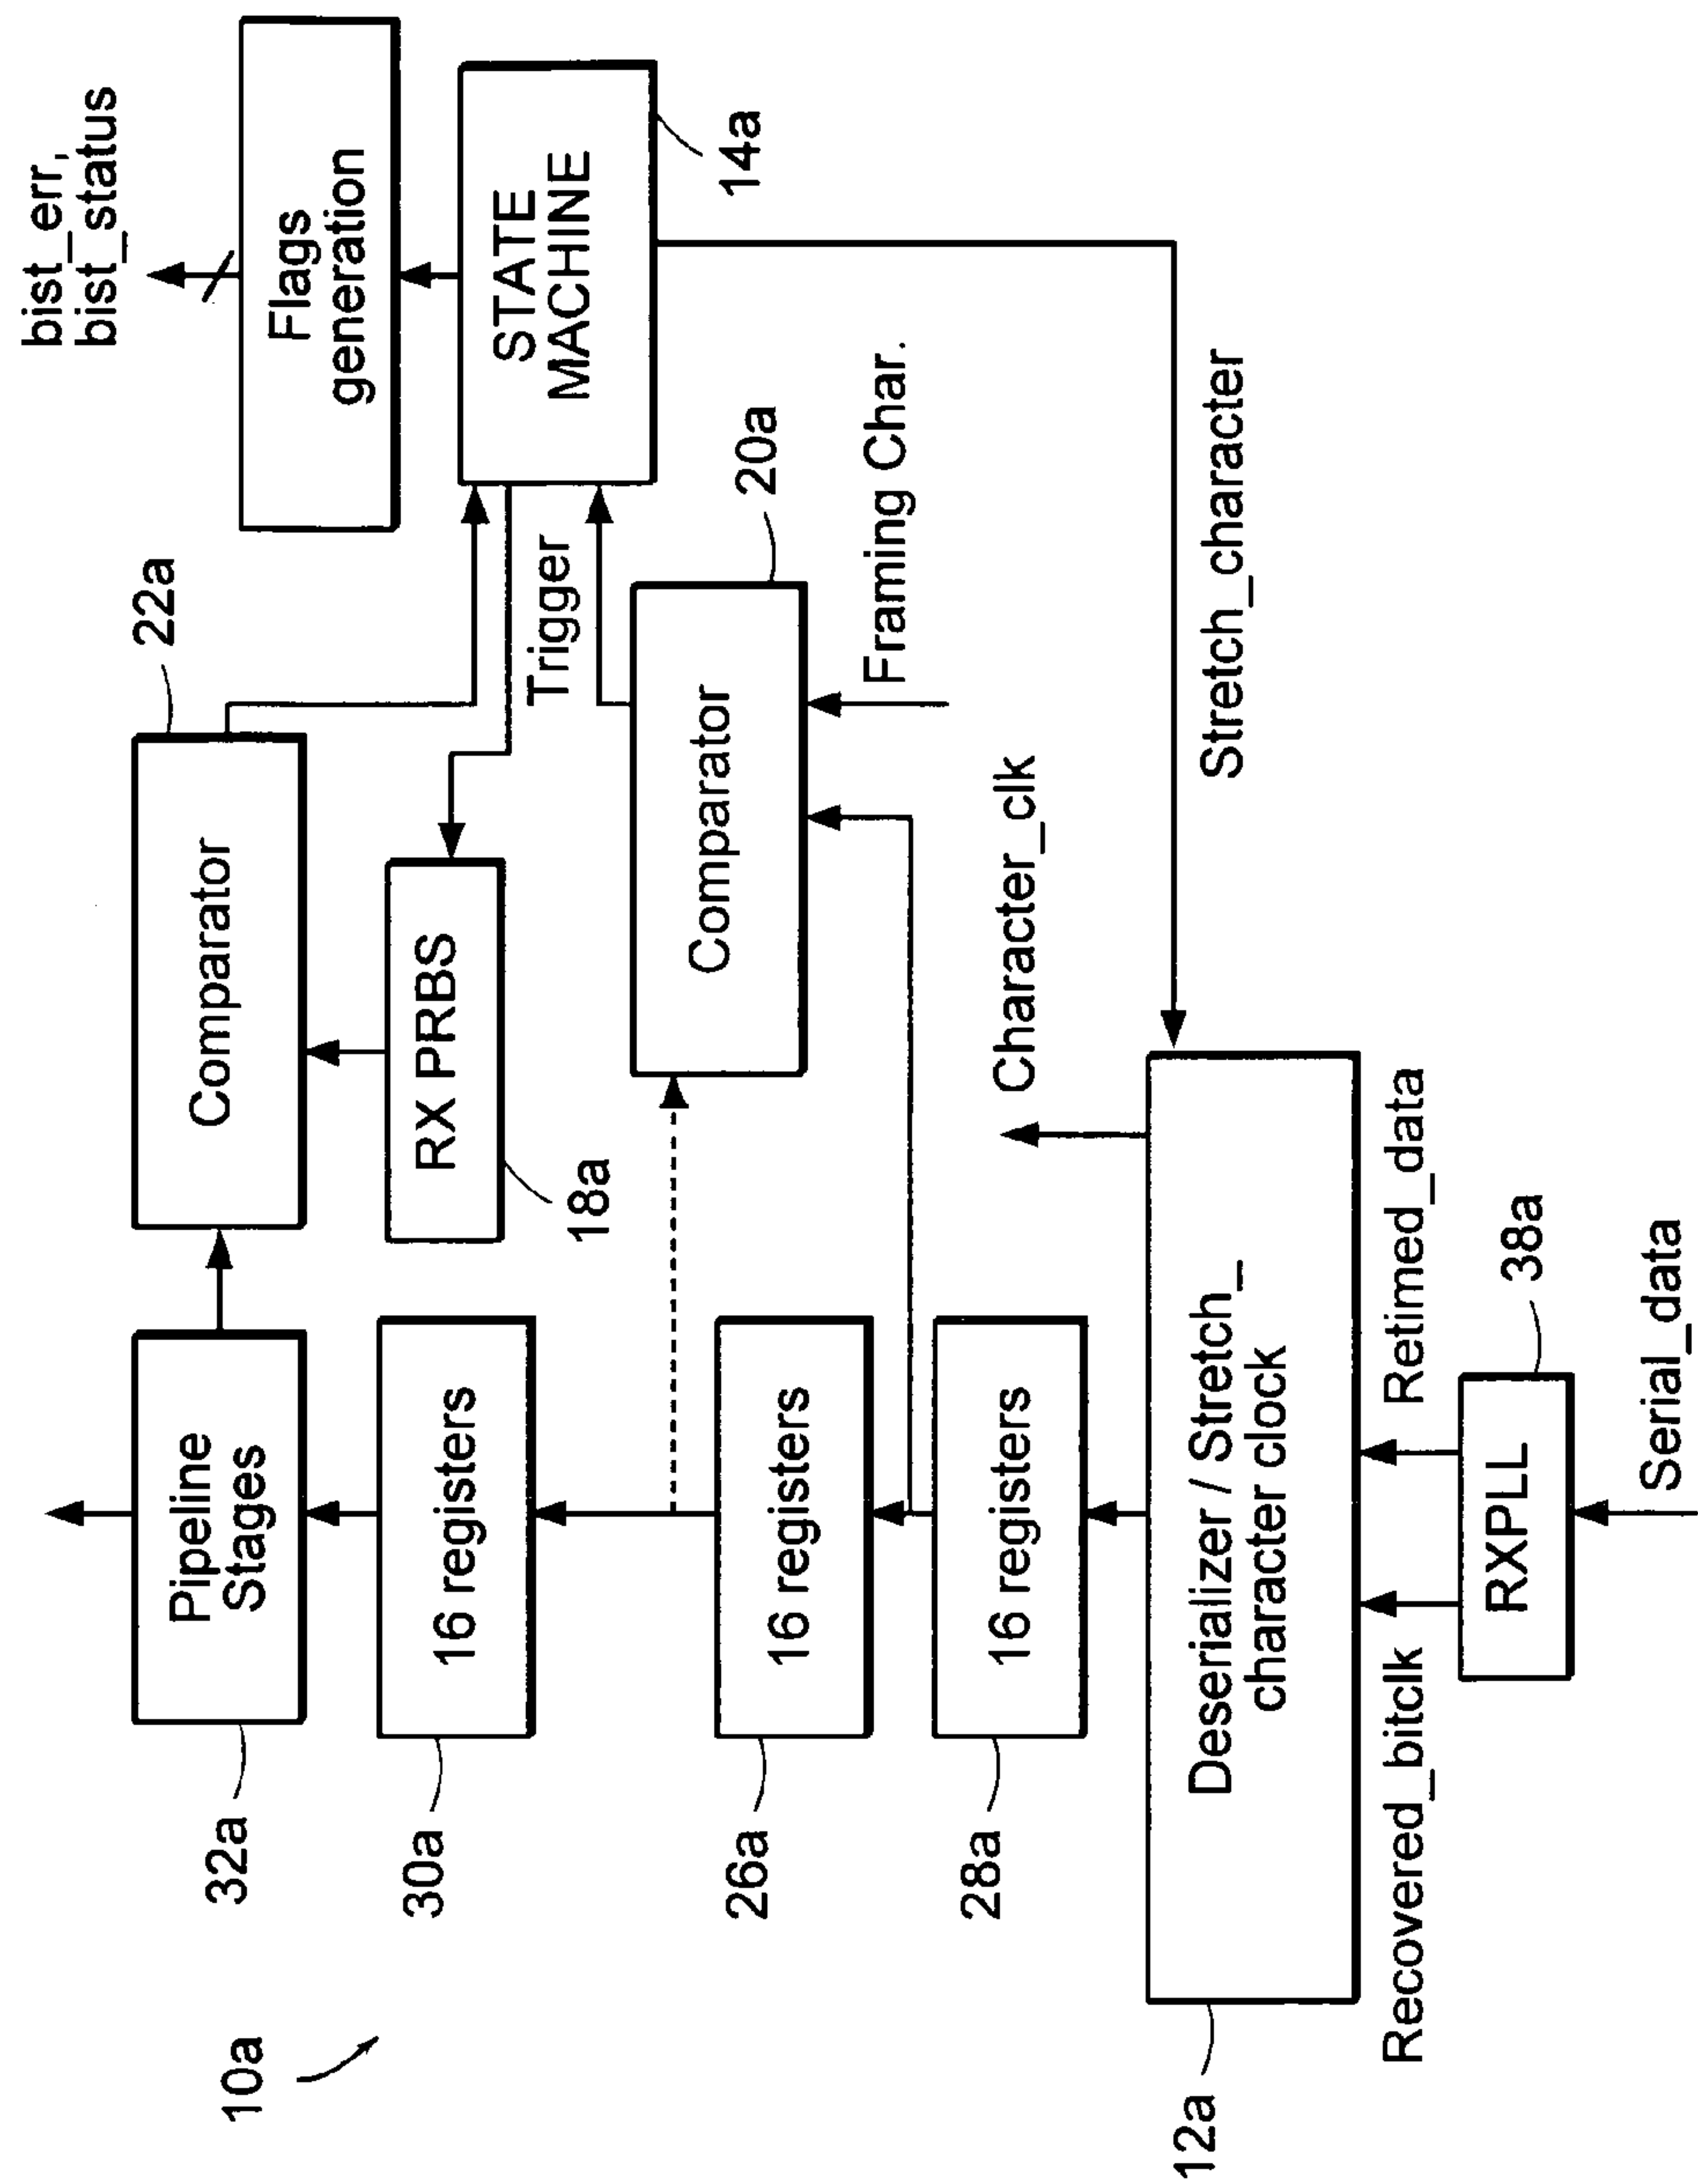 10a
32a
Pipeline
Stages
Comparator
22a
bist_err,
bist_status
Flags
generation
30a
16 registers
RX PRBS
18a
Trigger
STATE
MACHINE
14a
26a
16 registers
Comparator
20a
Framing Char.
28a
16 registers
Character_clk
Stretch_character
12a
Deserializer / Stretch_
character clock
Recovered_bitclk
Retimed_data
RXPLL
38a
Serial_data